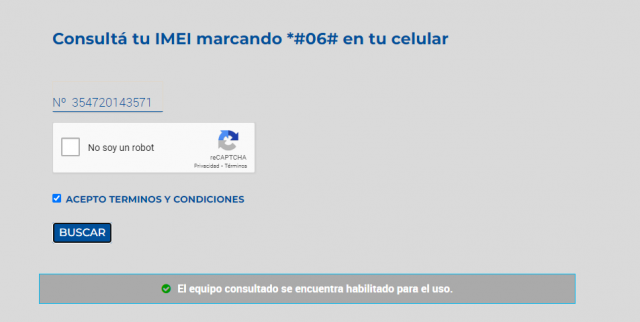 Consultá tu IMEI marcando *#06# en tu celular
Nº 354720143571
No soy un robot
reCAPTCHA
Privacidad - Términos
ACEPTO TERMINOS Y CONDICIONES
BUSCAR
El equipo consultado se encuentra habilitado para el uso.